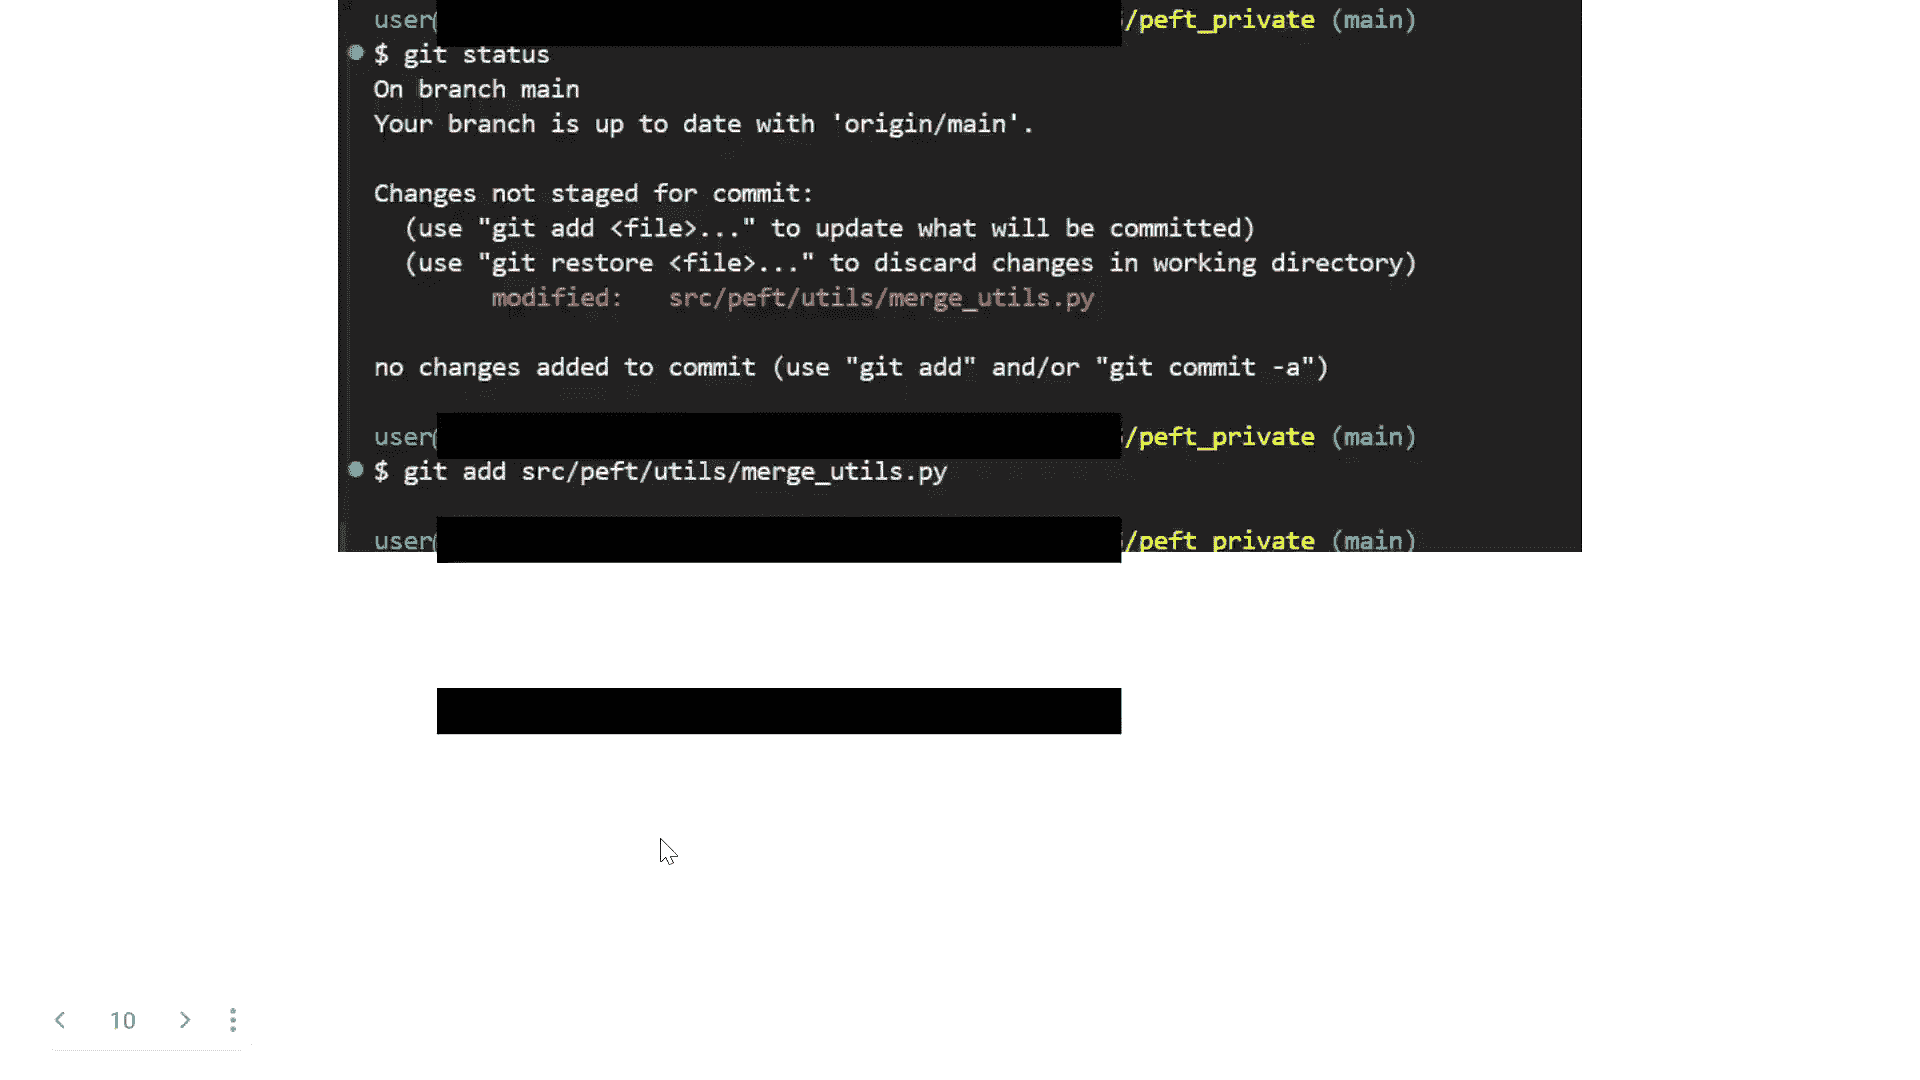 user@
/peft_private (main)
$ git status
On branch main
Your branch is up to date with 'origin/main'.
Changes not staged for commit:
(use "git add <file>..." to update what will be committed)
(use "git restore <file>..." to discard changes in working directory)
modified:   src/peft/utils/merge_utils.py
no changes added to commit (use "git add" and/or "git commit -a")
user@
/peft_private (main)
$ git add src/peft/utils/merge_utils.py
user@
/peft_private (main)
10